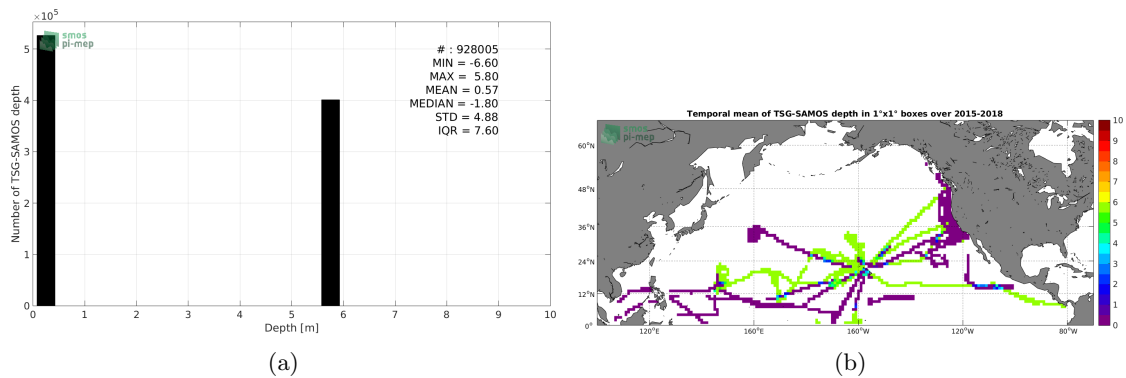 ×10⁵
smos
pi-mep
5
4
3
2
1
0
Number of TSG-SAMOS depth
# : 928005
MIN = -6.60
MAX = 5.80
MEAN = 0.57
MEDIAN = -1.80
STD = 4.88
IQR = 7.60
0 1 2 3 4 5 6 7 8 9 10
Depth [m]
(a)
Temporal mean of TSG-SAMOS depth in 1°x1° boxes over 2015-2018
smos
pi-mep
60°N
48°N
36°N
24°N
12°N
0°
120°E 160°E 160°W 120°W 80°W
10
9
8
7
6
5
4
3
2
1
0
(b)